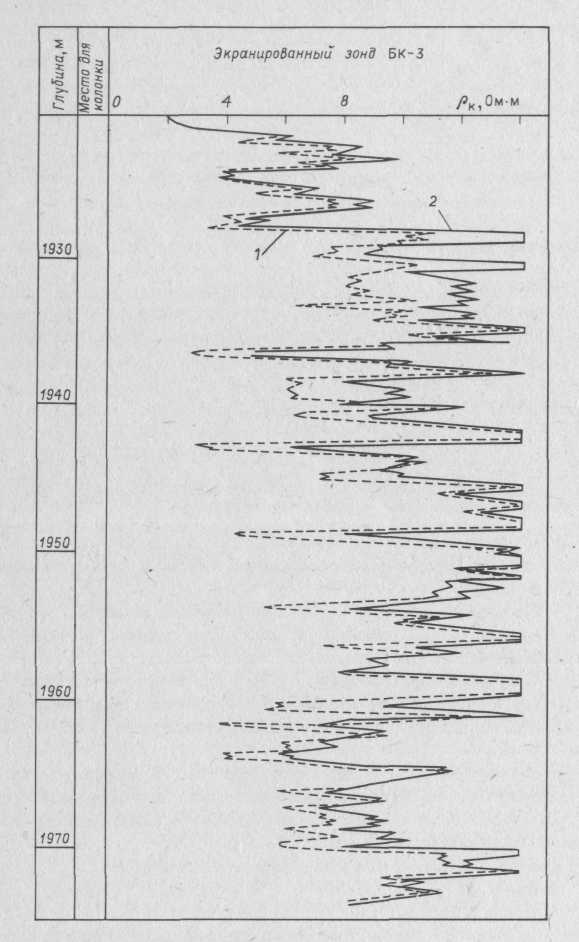 Глубина, м
Место для
колонки
Экранированный зонд БК-3
0 4 8 ρк, Ом·м
2
1
1930
1940
1950
1960
1970